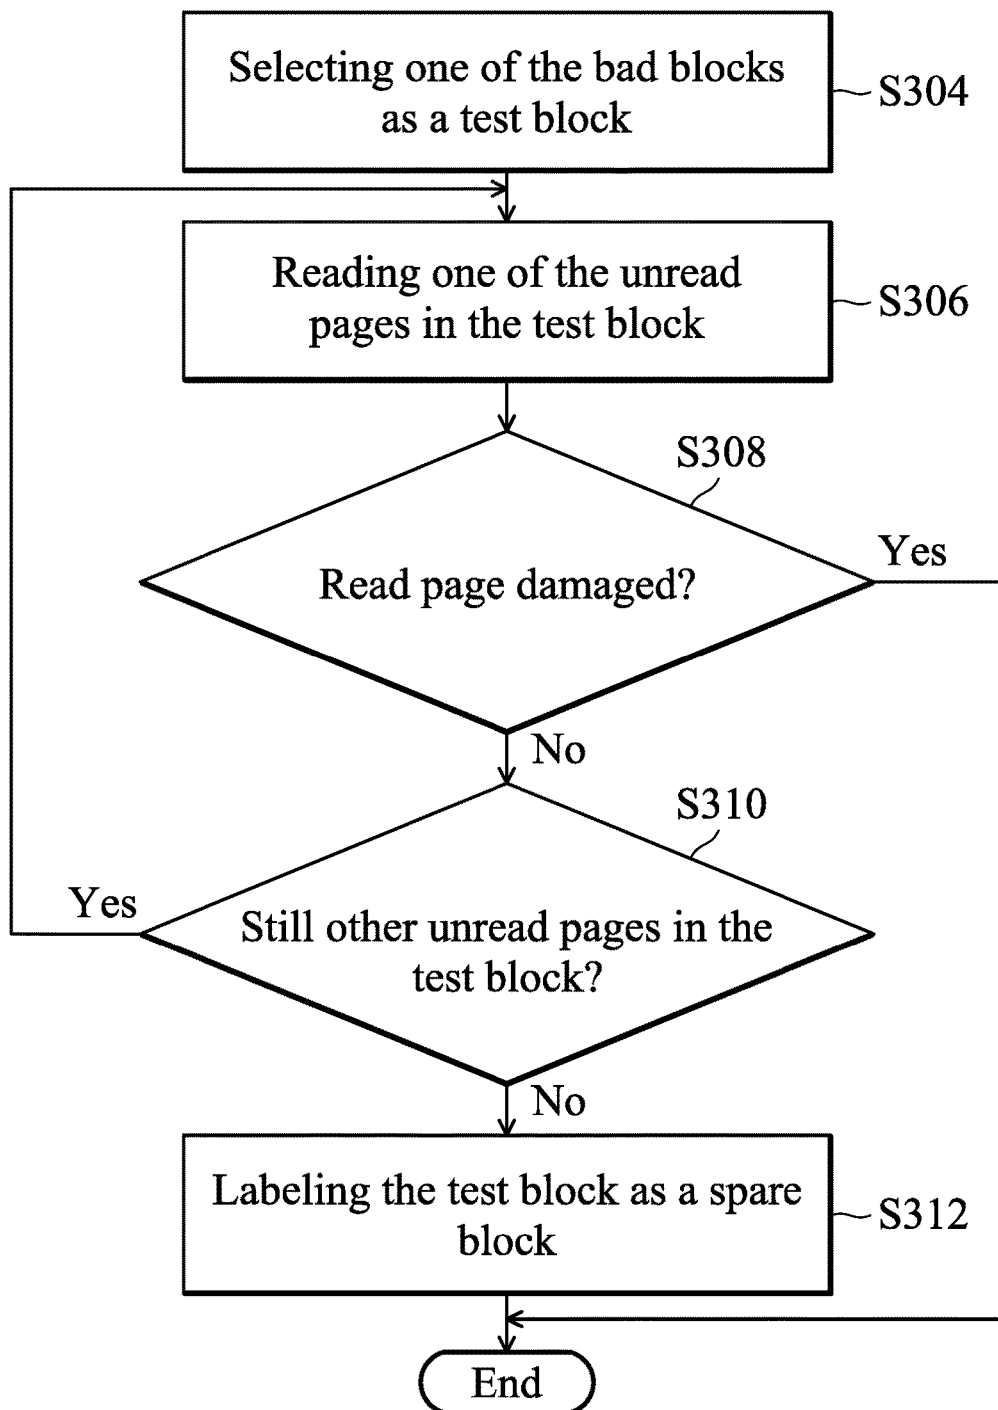 Selecting one of the bad blocks
as a test block
S304
Reading one of the unread
pages in the test block
S306
S308
Read page damaged?
Yes
No
S310
Yes
Still other unread pages in the
test block?
No
Labeling the test block as a spare
block
S312
End